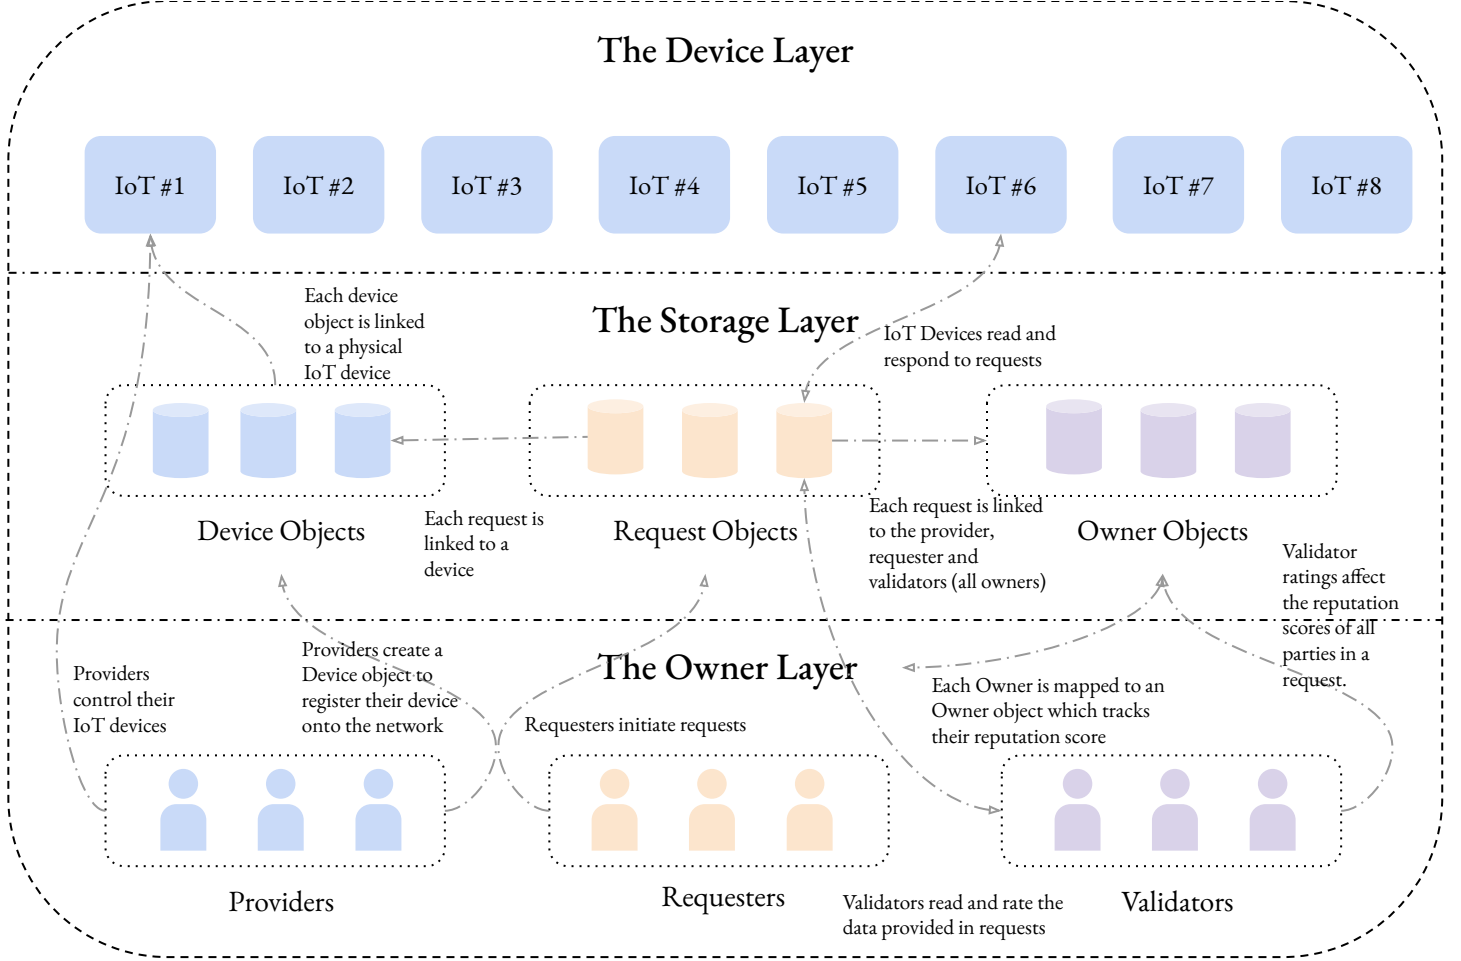 The Device Layer
IoT #1
IoT #2
IoT #3
IoT #4
IoT #5
IoT #6
IoT #7
IoT #8
The Storage Layer
Each device
object is linked
to a physical
IoT device
IoT Devices read and
respond to requests
Device Objects
Request Objects
Owner Objects
Each request is
linked to a
device
Each request is linked
to the provider,
requester and
validators (all owners)
Validator
ratings affect
the reputation
scores of all
parties in a
request.
The Owner Layer
Providers
control their
IoT devices
Providers create a
Device object to
register their device
onto the network
Requesters initiate requests
Each Owner is mapped to an
Owner object which tracks
their reputation score
Providers
Requesters
Validators read and rate the
data provided in requests
Validators